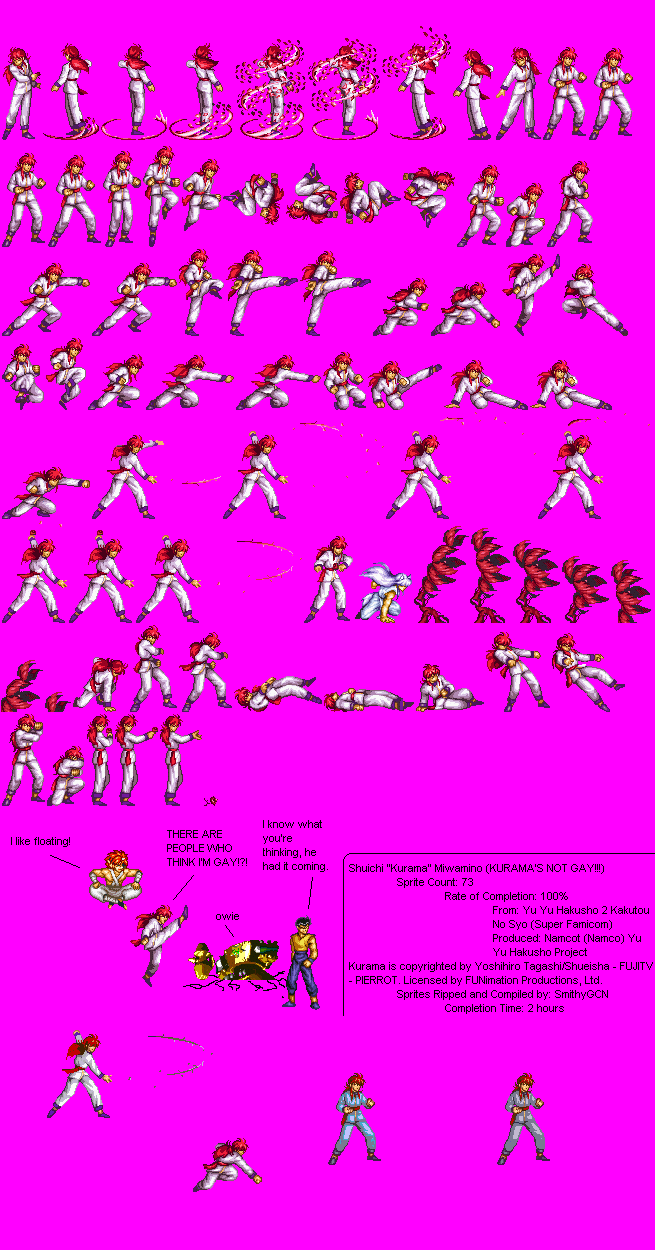 I like floating!
THERE ARE
PEOPLE WHO
THINK I'M GAY!?!
I know what
you're
thinking, he
had it coming.
owie
Shuichi "Kurama" Miwamino (KURAMA'S NOT GAY!!!)
Sprite Count: 73
Rate of Completion: 100%
From: Yu Yu Hakusho 2 Kakutou
No Syo (Super Famicom)
Produced: Namcot (Namco) Yu
Yu Hakusho Project
Kurama is copyrighted by Yoshihiro Tagashi/Shueisha - FUJITV
- PIERROT. Licensed by FUNimation Productions, Ltd.
Sprites Ripped and Compiled by: SmithyGCN
Completion Time: 2 hours